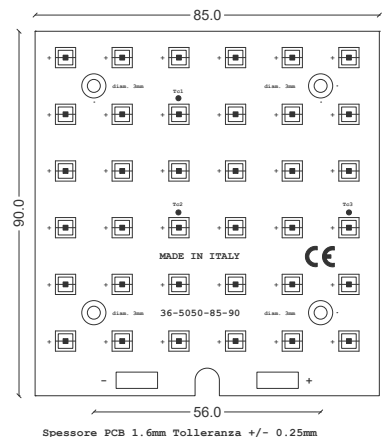 85.0
90.0
diam. 3mm
diam. 3mm
Tc1
Tc2
Tc3
MADE IN ITALY
CE
diam. 3mm
36-5050-85-90
diam. 3mm
- +
56.0
Spessore PCB 1.6mm Tolleranza +/- 0.25mm